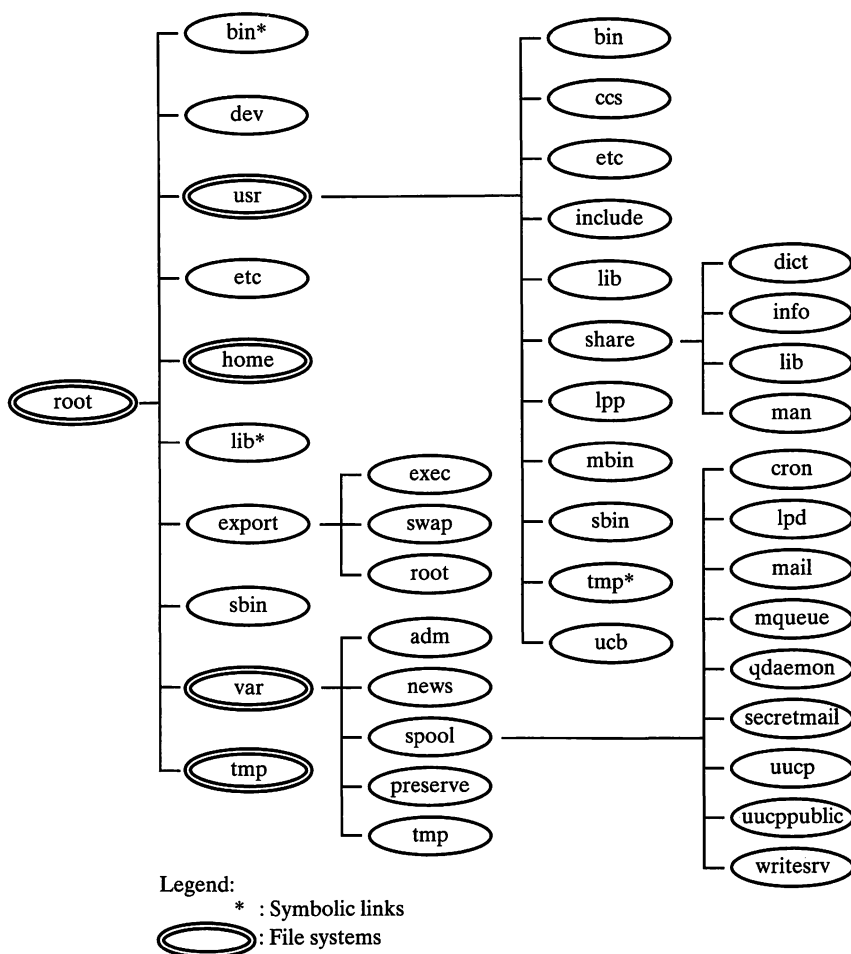 root
bin*
dev
usr
etc
home
lib*
export
sbin
var
tmp
exec
swap
root
adm
news
spool
preserve
tmp
bin
ccs
etc
include
lib
share
lpp
mbin
sbin
tmp*
ucb
dict
info
lib
man
cron
lpd
mail
mqueue
qdaemon
secretmail
uucp
uucppublic
writesrv
Legend:
* : Symbolic links
: File systems